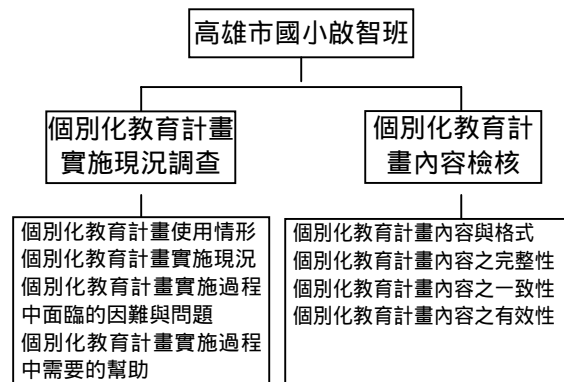 高雄市國小啟智班
個別化教育計畫
實施現況調查
個別化教育計
畫內容檢核
個別化教育計畫使用情形
個別化教育計畫實施現況
個別化教育計畫實施過程
中面臨的困難與問題
個別化教育計畫實施過程
中需要的幫助
個別化教育計畫內容與格式
個別化教育計畫內容之完整性
個別化教育計畫內容之一致性
個別化教育計畫內容之有效性